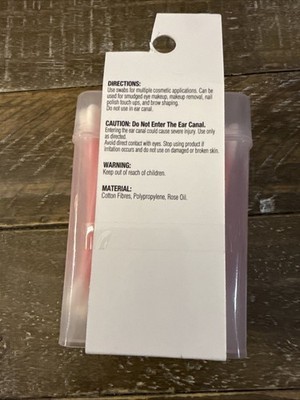 DIRECTIONS:
Use swabs for multiple cosmetic applications. Can be
used for smudged eye makeup, makeup removal, nail
polish touch ups, and brow shaping.
Do not use in ear canal.
CAUTION: Do Not Enter The Ear Canal.
Entering the ear canal could cause severe Injury. Use only
as directed.
Avoid direct contact with eyes. Stop using product if
irritation occurs and do not use on damaged or broken skin.
WARNING:
Keep out of reach of children.
MATERIAL:
Cotton Fibres, Polypropylene, Rose Oil.